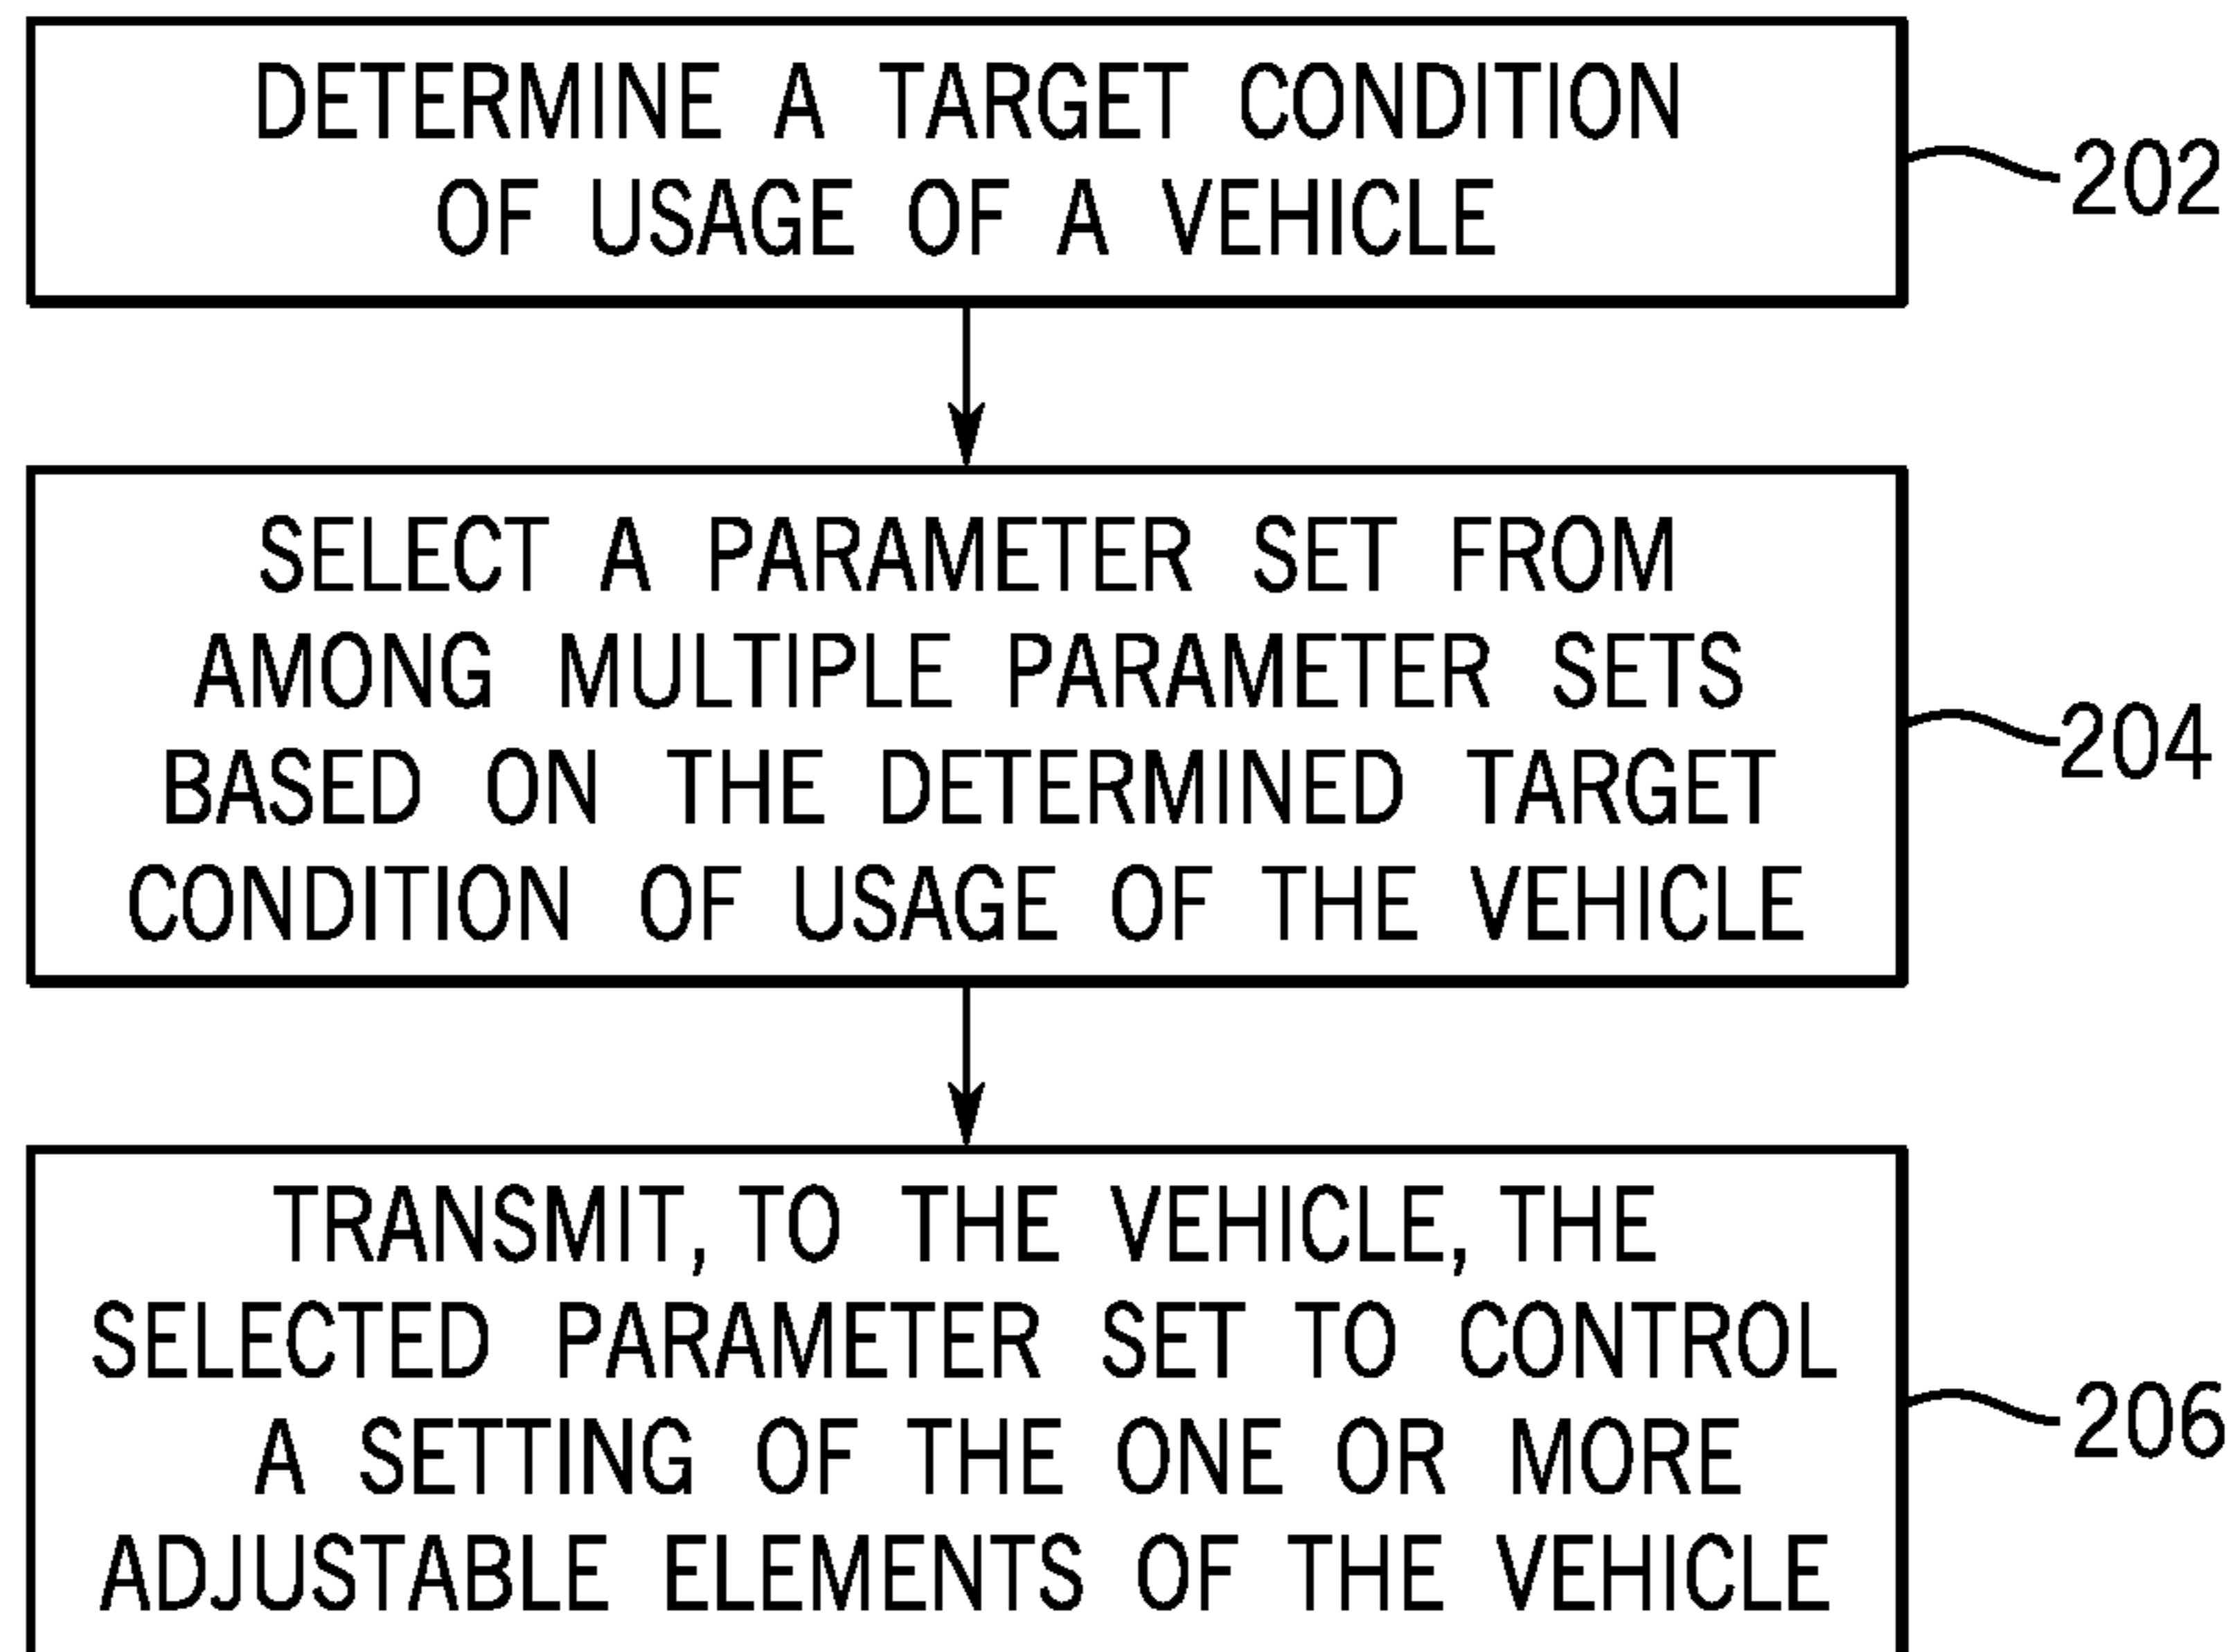 DETERMINE A TARGET CONDITION
OF USAGE OF A VEHICLE
202
SELECT A PARAMETER SET FROM
AMONG MULTIPLE PARAMETER SETS
BASED ON THE DETERMINED TARGET
CONDITION OF USAGE OF THE VEHICLE
204
TRANSMIT, TO THE VEHICLE, THE
SELECTED PARAMETER SET TO CONTROL
A SETTING OF THE ONE OR MORE
ADJUSTABLE ELEMENTS OF THE VEHICLE
206